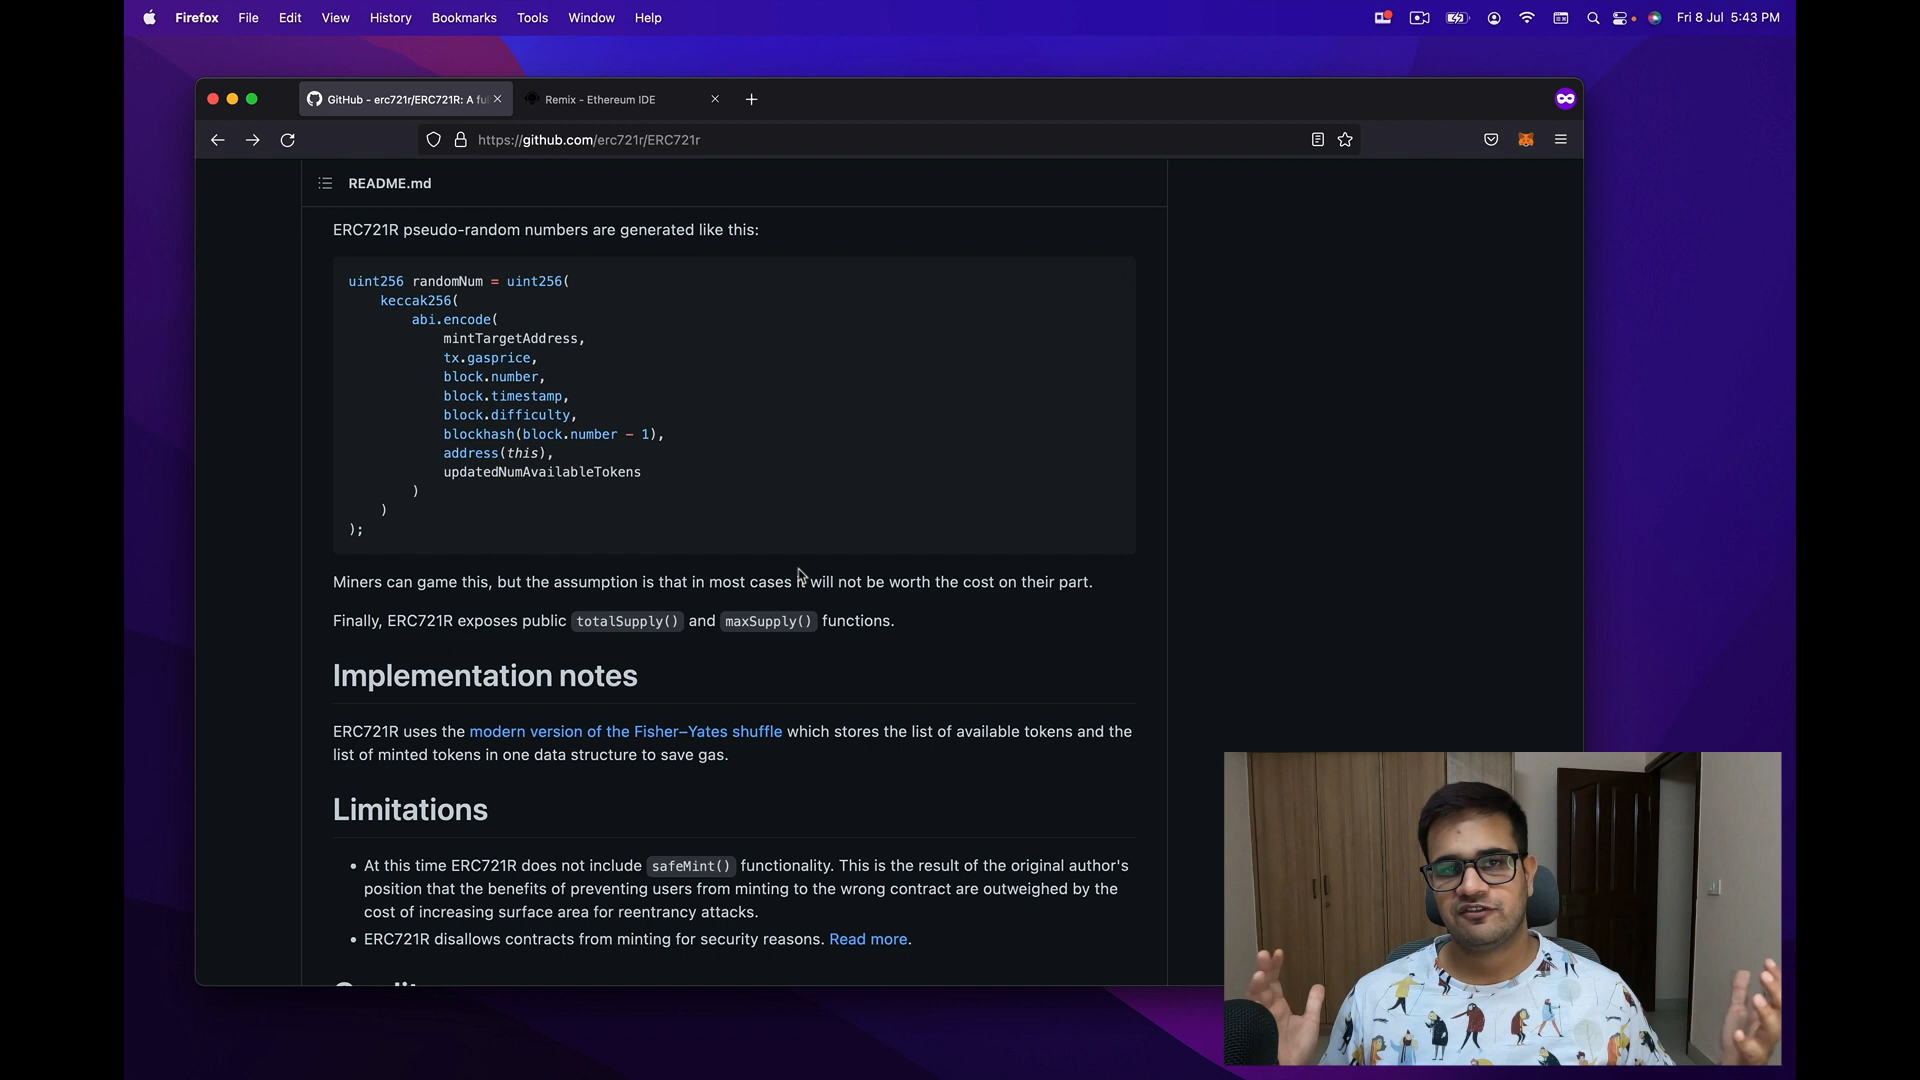 Firefox File Edit View History Bookmarks Tools Window Help Fri 8 Jul 5:43 PM
GitHub - erc721r/ERC721R: A fu Remix - Ethereum IDE
https://github.com/erc721r/ERC721r
README.md
ERC721R pseudo-random numbers are generated like this:
uint256 randomNum = uint256(
keccak256(
abi.encode(
mintTargetAddress,
tx.gasprice,
block.number,
block.timestamp,
block.difficulty,
blockhash(block.number - 1),
address(this),
updatedNumAvailableTokens
)
)
);
Miners can game this, but the assumption is that in most cases it will not be worth the cost on their part.
Finally, ERC721R exposes public totalSupply() and maxSupply() functions.
Implementation notes
ERC721R uses the modern version of the Fisher–Yates shuffle which stores the list of available tokens and the
list of minted tokens in one data structure to save gas.
Limitations
• At this time ERC721R does not include safeMint() functionality. This is the result of the original author's
position that the benefits of preventing users from minting to the wrong contract are outweighed by the
cost of increasing surface area for reentrancy attacks.
• ERC721R disallows contracts from minting for security reasons. Read more.